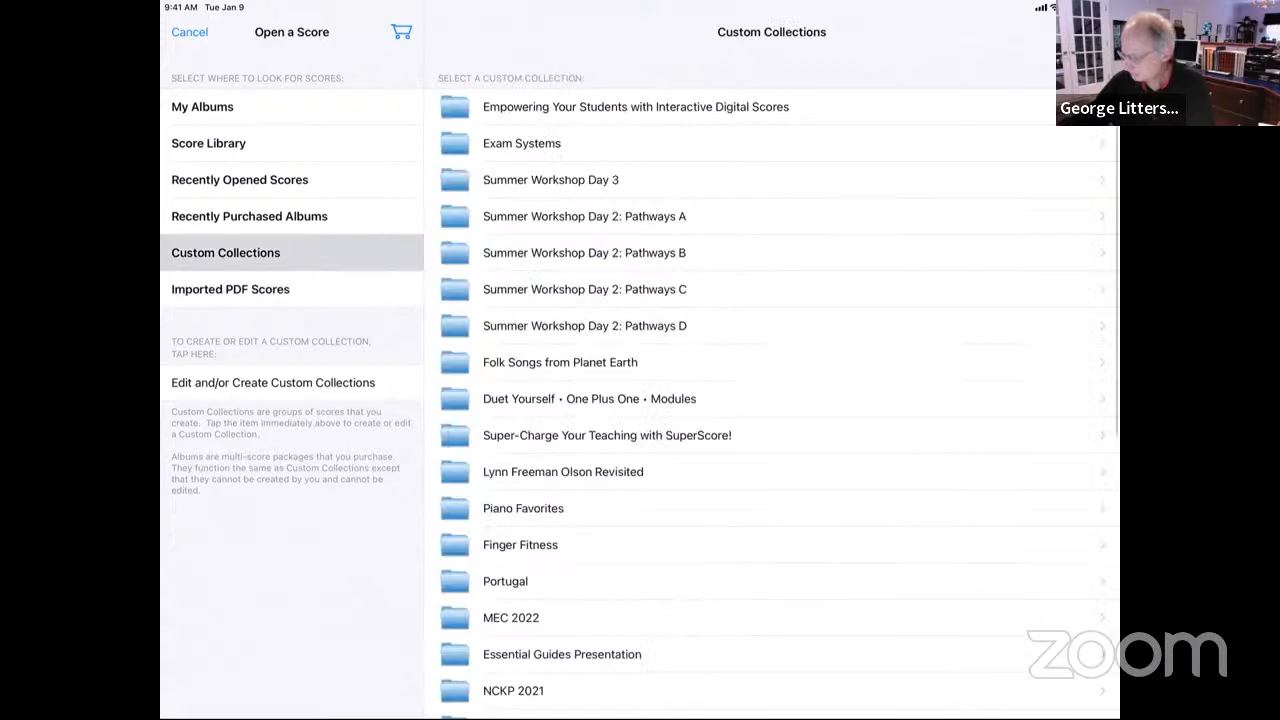 9:41 AM Tue Jan 9
Cancel
Open a Score
Custom Collections
SELECT WHERE TO LOOK FOR SCORES:
My Albums
Score Library
Recently Opened Scores
Recently Purchased Albums
Custom Collections
Imported PDF Scores
TO CREATE OR EDIT A CUSTOM COLLECTION,
TAP HERE:
Edit and/or Create Custom Collections
Custom Collections are groups of scores that you
create. Tap the item immediately above to create or edit
a Custom Collection.
Albums are multi-score packages that you purchase.
They function the same as Custom Collections except
that they cannot be created by you and cannot be
edited.
SELECT A CUSTOM COLLECTION:
Empowering Your Students with Interactive Digital Scores
Exam Systems
Summer Workshop Day 3
Summer Workshop Day 2: Pathways A
Summer Workshop Day 2: Pathways B
Summer Workshop Day 2: Pathways C
Summer Workshop Day 2: Pathways D
Folk Songs from Planet Earth
Duet Yourself • One Plus One • Modules
Super-Charge Your Teaching with SuperScore!
Lynn Freeman Olson Revisited
Piano Favorites
Finger Fitness
Portugal
MEC 2022
Essential Guides Presentation
NCKP 2021
George Litters...
zoom